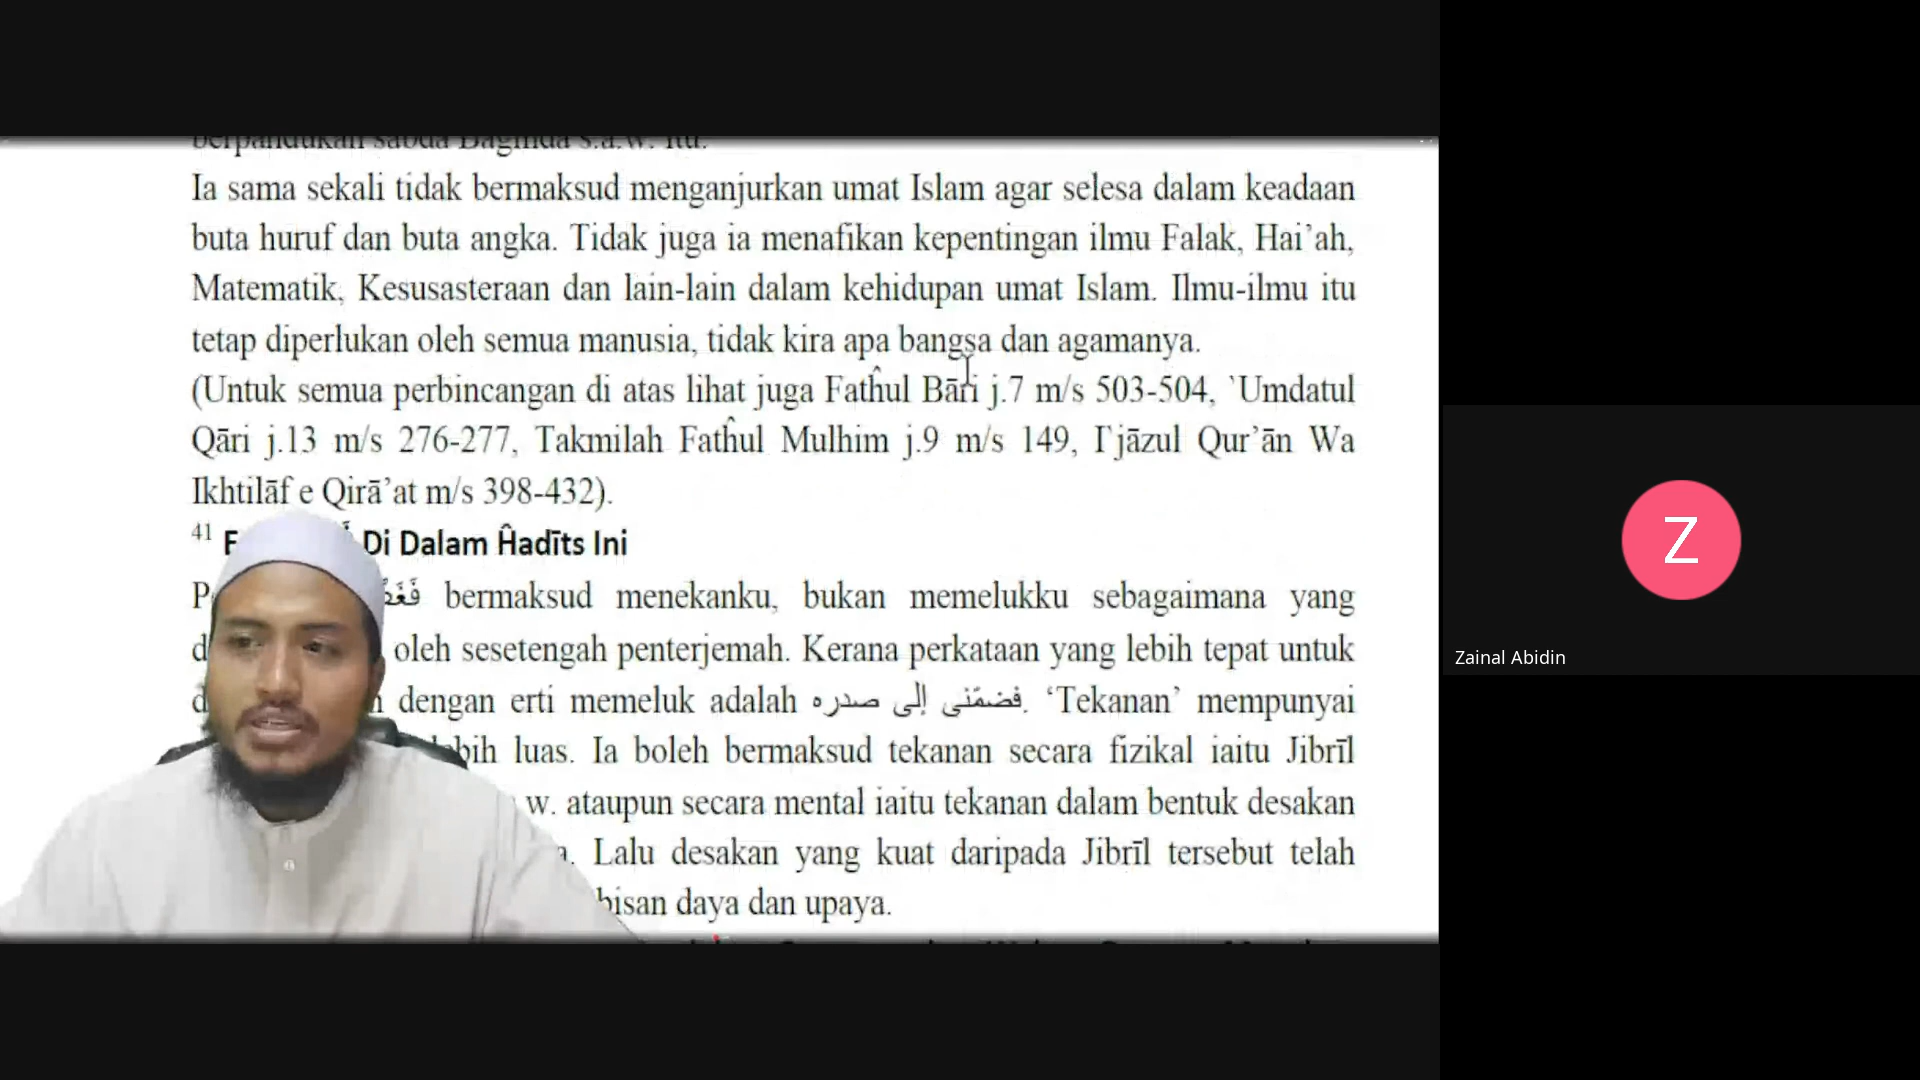 berpandukan sabda Baginda s.a.w. itu.
Ia sama sekali tidak bermaksud menganjurkan umat Islam agar selesa dalam keadaan
buta huruf dan buta angka. Tidak juga ia menafikan kepentingan ilmu Falak, Hai’ah,
Matematik, Kesusasteraan dan lain-lain dalam kehidupan umat Islam. Ilmu-ilmu itu
tetap diperlukan oleh semua manusia, tidak kira apa bangsa dan agamanya.
(Untuk semua perbincangan di atas lihat juga Fatĥul Bāri j.7 m/s 503-504, `Umdatul
Qāri j.13 m/s 276-277, Takmilah Fatĥul Mulhim j.9 m/s 149, I`jāzul Qur’ān Wa
Ikhtilāf e Qirā’at m/s 398-432).
41 Di Dalam Ĥadīts Ini
bermaksud menekanku, bukan memelukku sebagaimana yang
oleh sesetengah penterjemah. Kerana perkataan yang lebih tepat untuk
dengan erti memeluk adalah فضمّنى إلى صدره. ‘Tekanan’ mempunyai
luas. Ia boleh bermaksud tekanan secara fizikal iaitu Jibrīl
w. ataupun secara mental iaitu tekanan dalam bentuk desakan
Lalu desakan yang kuat daripada Jibrīl tersebut telah
daya dan upaya.
Z
Zainal Abidin